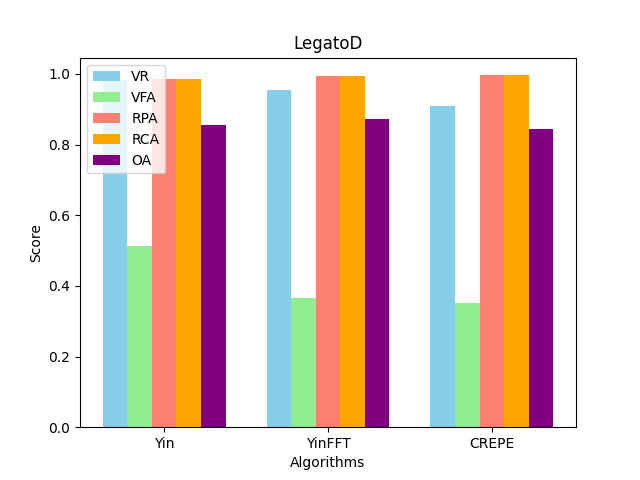 LegatoD
VR
VFA
RPA
RCA
OA
1.0
0.8
0.6
0.4
0.2
0.0
Score
Yin
YinFFT
CREPE
Algorithms